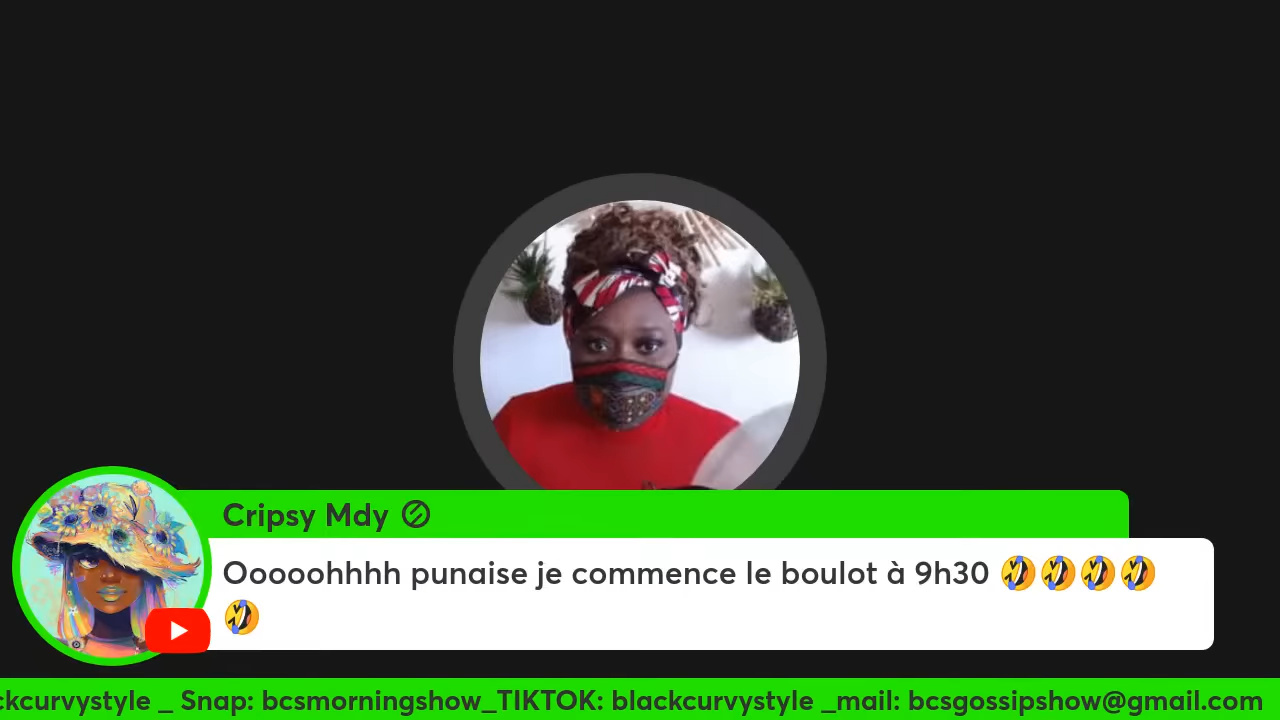 Cripsy Mdy
Ooooohhhh punaise je commence le boulot à 9h30 🤣🤣🤣🤣
🤣
ckcurvystyle _ Snap: bcsmorningshow_TIKTOK: blackcurvystyle _mail: bcsgossipshow@gmail.com